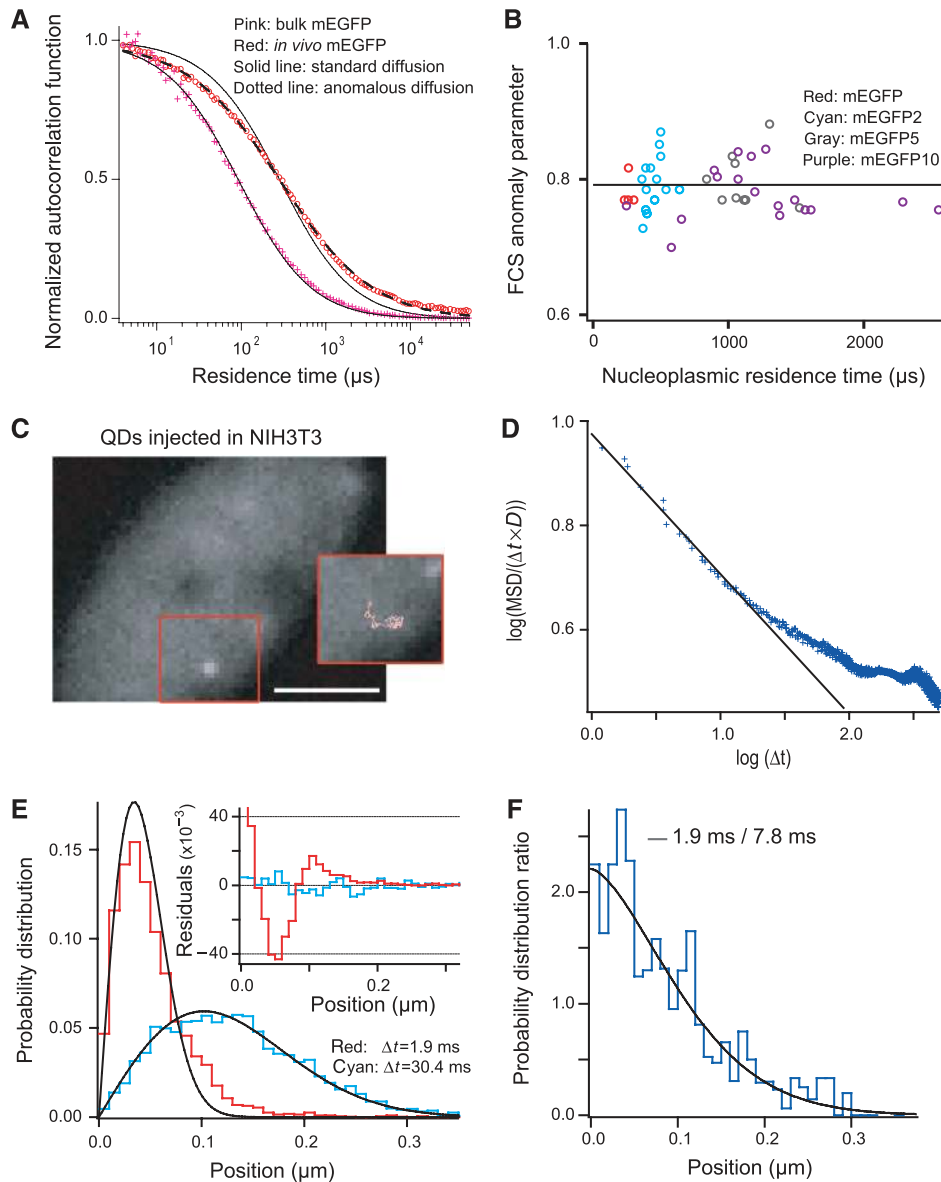 A
Normalized autocorrelation function
1.0
0.5
0.0
10^1
10^2
10^3
10^4
Residence time (µs)
Pink: bulk mEGFP
Red: in vivo mEGFP
Solid line: standard diffusion
Dotted line: anomalous diffusion
B
FCS anomaly parameter
1.0
0.8
0.6
0
1000
2000
Nucleoplasmic residence time (µs)
Red: mEGFP
Cyan: mEGFP2
Gray: mEGFP5
Purple: mEGFP10
C
QDs injected in NIH3T3
D
log(MSD/(Δt×D))
1.0
0.8
0.6
0.0
1.0
2.0
log (Δt)
E
Probability distribution
0.15
0.10
0.05
0.00
0.0
0.1
0.2
0.3
Position (µm)
Residuals (x10^-3)
40
0
−40
0.0
0.2
Position (µm)
Red: Δt=1.9 ms
Cyan: Δt=30.4 ms
F
Probability distribution ratio
2.0
1.0
0.0
0.0
0.1
0.2
0.3
Position (µm)
1.9 ms / 7.8 ms